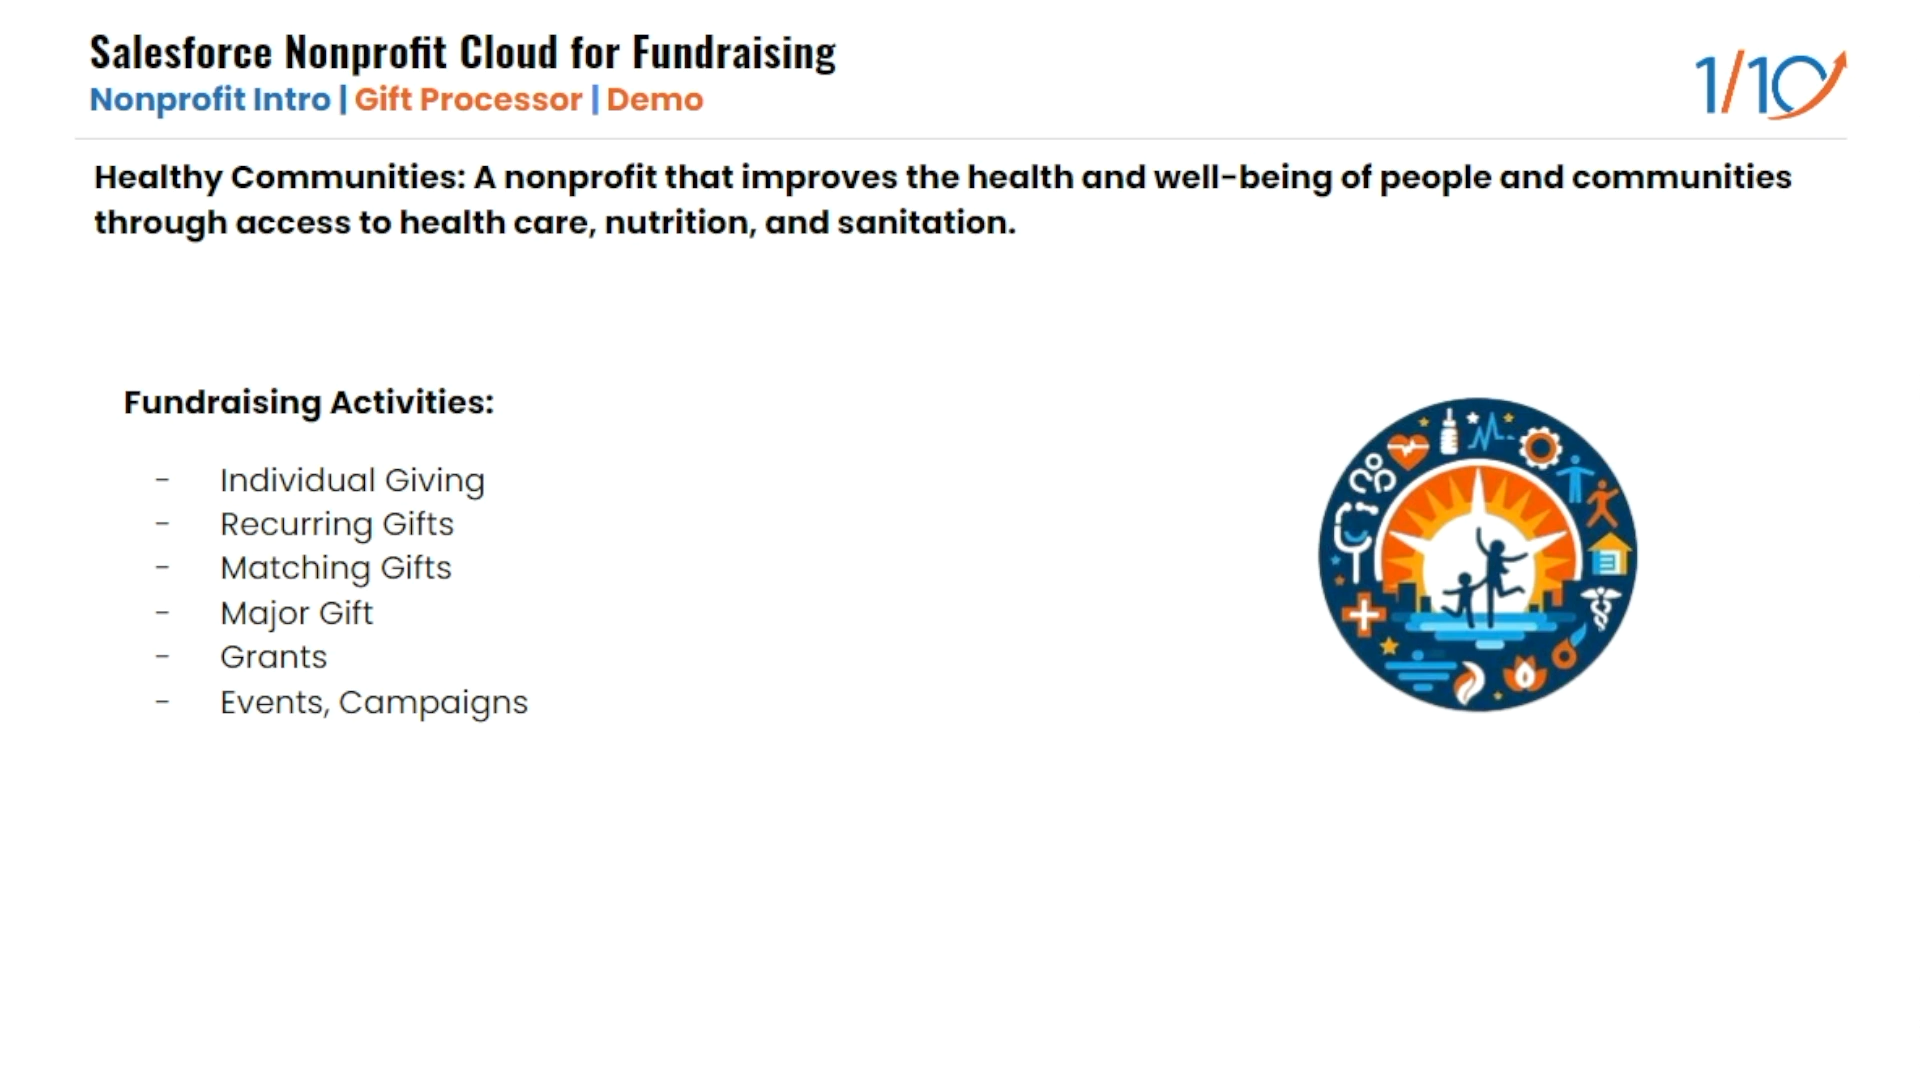 Salesforce Nonprofit Cloud for Fundraising
Nonprofit Intro | Gift Processor | Demo
1/10
Healthy Communities: A nonprofit that improves the health and well-being of people and communities
through access to health care, nutrition, and sanitation.
Fundraising Activities:
- Individual Giving
- Recurring Gifts
- Matching Gifts
- Major Gift
- Grants
- Events, Campaigns